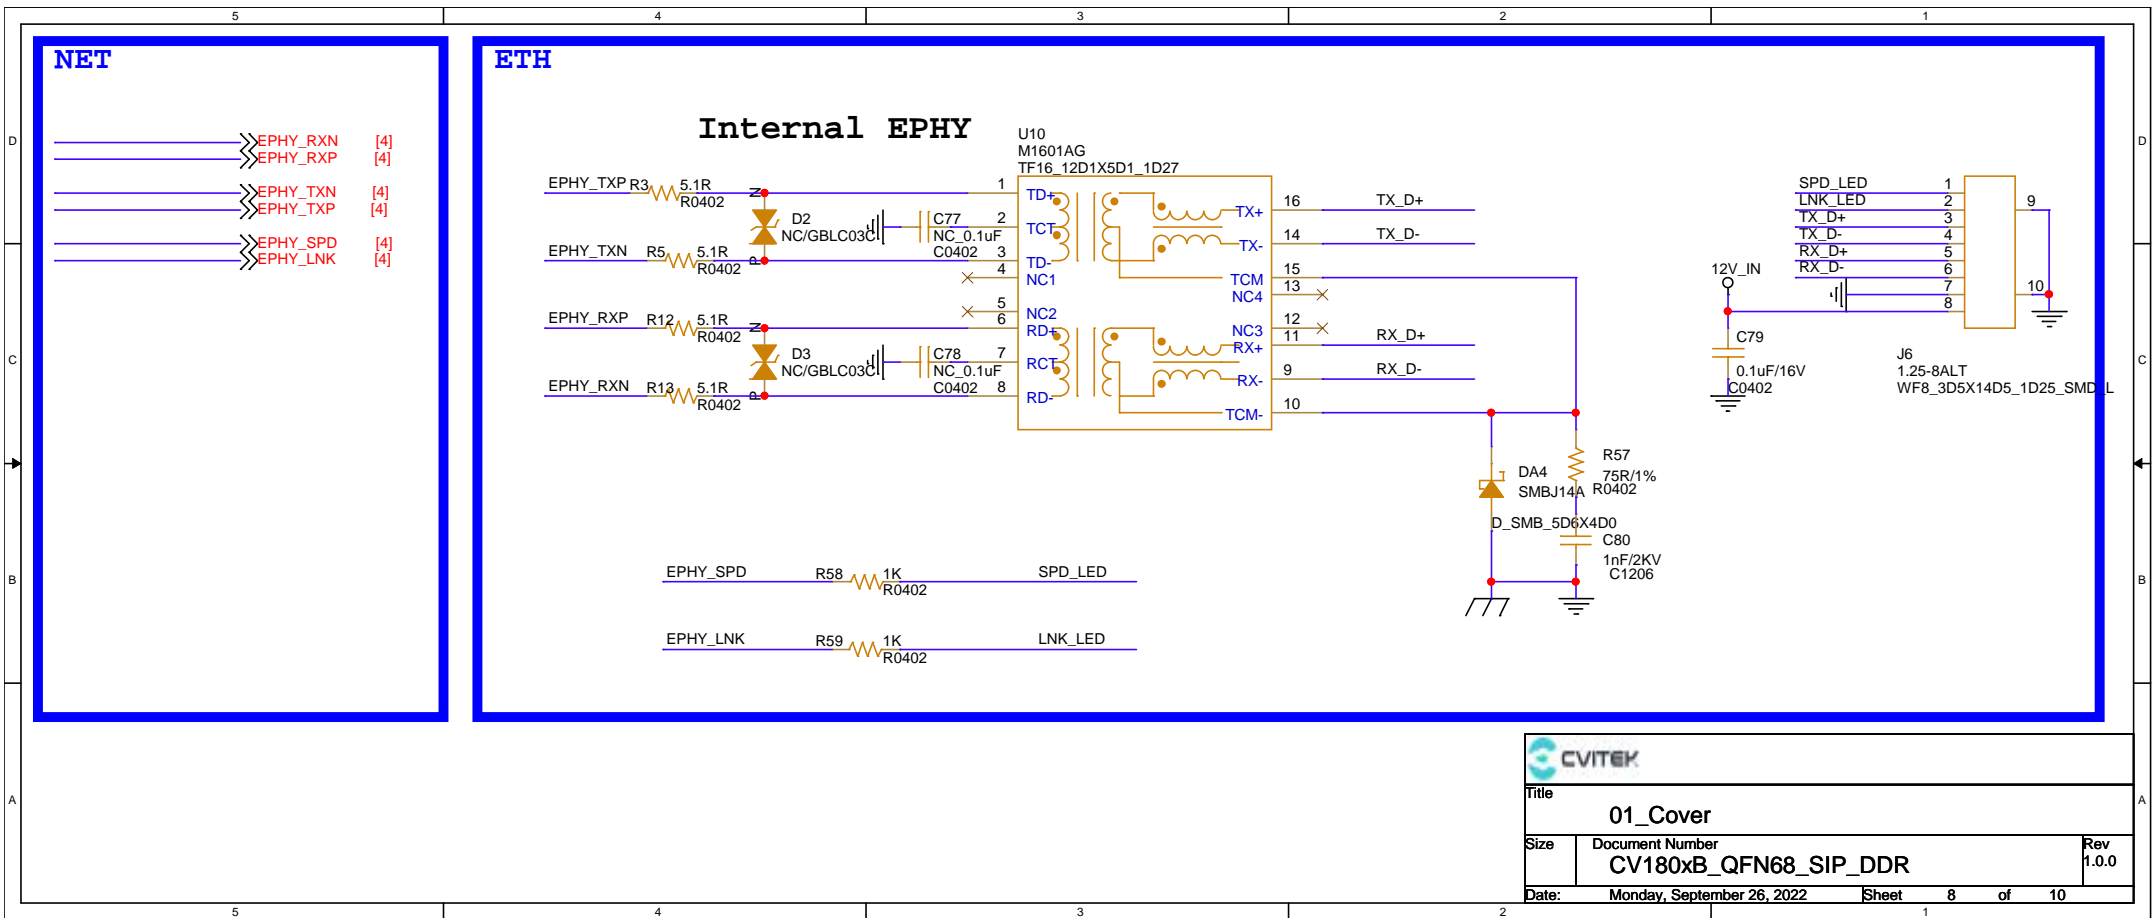 5 4 3 2 1
NET
ETH
Internal EPHY
D D
C C
B B
A A
EPHY_RXN [4]
EPHY_RXP [4]
EPHY_TXN [4]
EPHY_TXP [4]
EPHY_SPD [4]
EPHY_LNK [4]
U10
M1601AG
TF16_12D1X5D1_1D27
EPHY_TXP R3 5.1R
R0402
N
D2
NC/GBLC03C
P
C77
NC_0.1uF
C0402
EPHY_TXN R5 5.1R
R0402
EPHY_RXP R12 5.1R
R0402
N
D3
NC/GBLC03C
P
C78
NC_0.1uF
C0402
EPHY_RXN R13 5.1R
R0402
1 TD+
2 TCT
3 TD-
4 NC1
5 NC2
6 RD+
7 RCT
8 RD-
TX+ 16 TX_D+
TX- 14 TX_D-
TCM 15
NC4 13
NC3 12
RX+ 11 RX_D+
RX- 9 RX_D-
TCM- 10
DA4
SMBJ14A
D_SMB_5D6X4D0
R57
75R/1%
R0402
C80
1nF/2KV
C1206
EPHY_SPD R58 1K SPD_LED
R0402
EPHY_LNK R59 1K LNK_LED
R0402
SPD_LED 1
LNK_LED 2
TX_D+ 3
TX_D- 4
RX_D+ 5
RX_D- 6
7
8
9
10
12V_IN
C79
0.1uF/16V
C0402
J6
1.25-8ALT
WF8_3D5X14D5_1D25_SMD_L
CVITEK
Title
01_Cover
Size Document Number Rev
CV180xB_QFN68_SIP_DDR 1.0.0
Date: Monday, September 26, 2022 Sheet 8 of 10
5 4 3 2 1